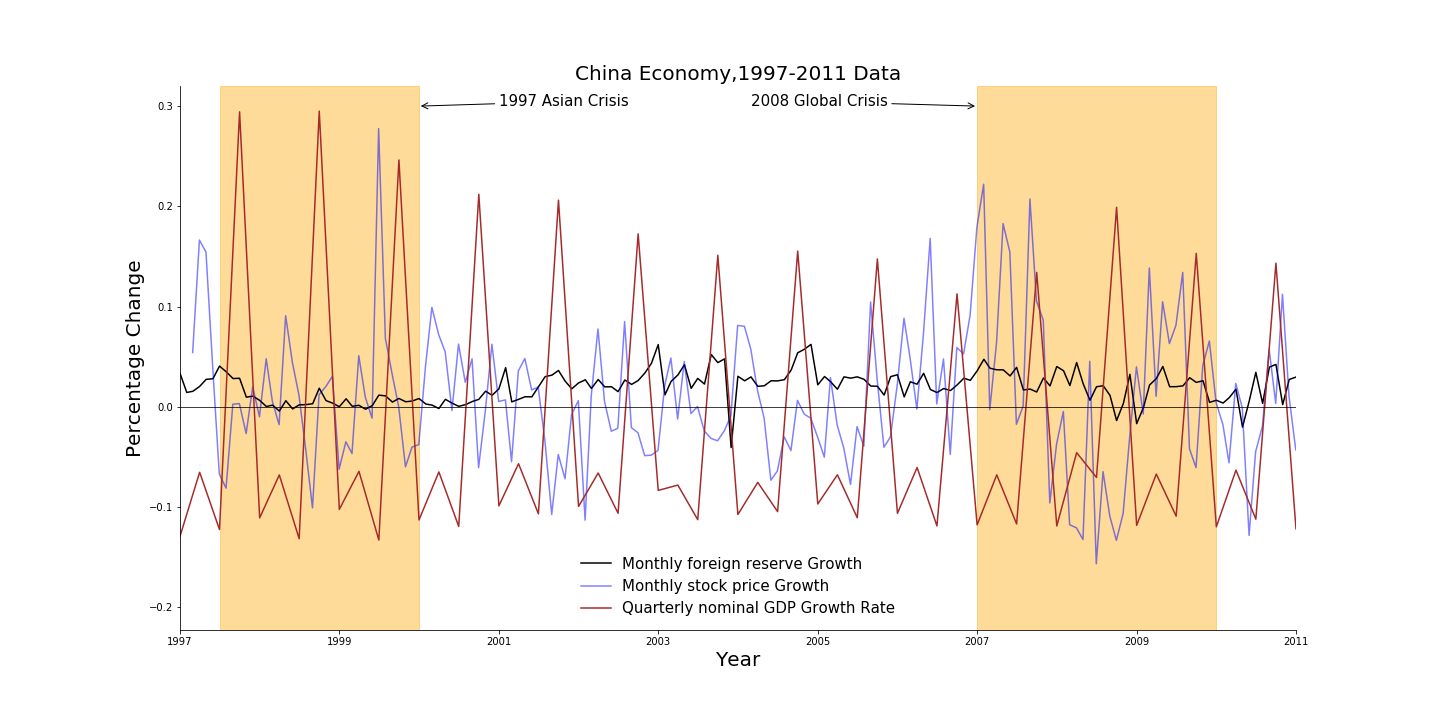 China Economy,1997-2011 Data
1997 Asian Crisis
2008 Global Crisis
Percentage Change
0.3
0.2
0.1
0.0
−0.1
−0.2
Monthly foreign reserve Growth
Monthly stock price Growth
Quarterly nominal GDP Growth Rate
1997
1999
2001
2003
2005
2007
2009
2011
Year